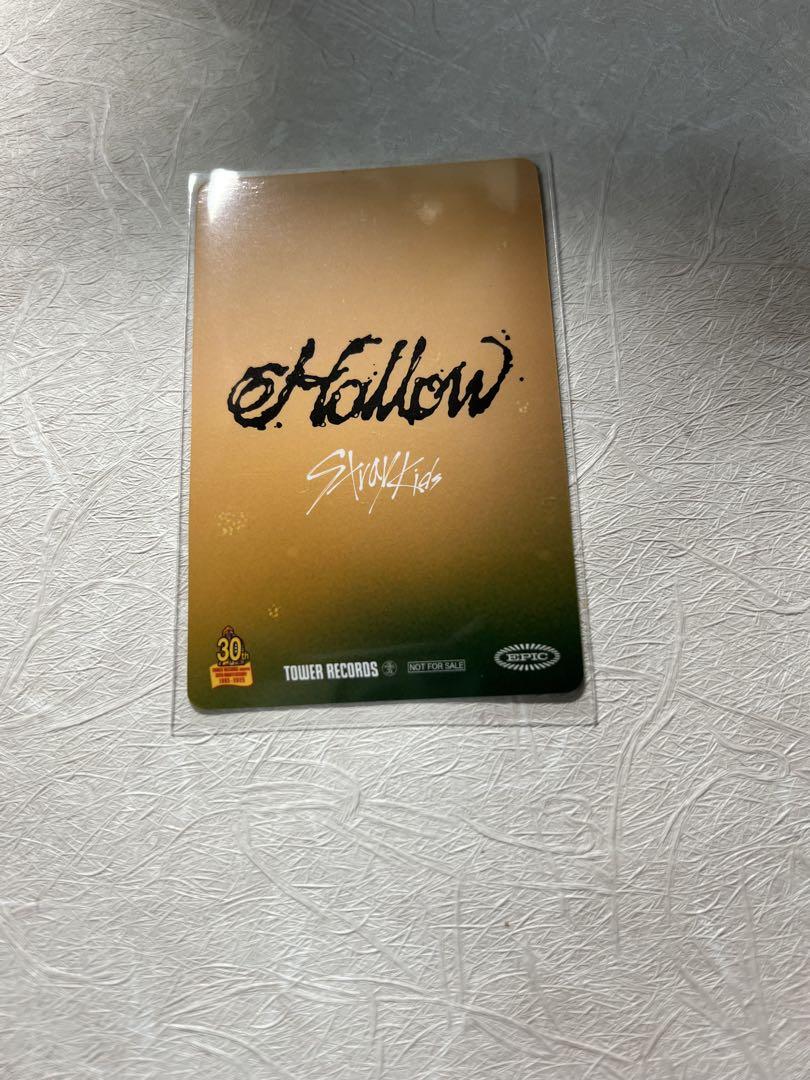 Hollow
Stray Kids
30th
TOWER RECORDS
NOT FOR SALE
EPIC